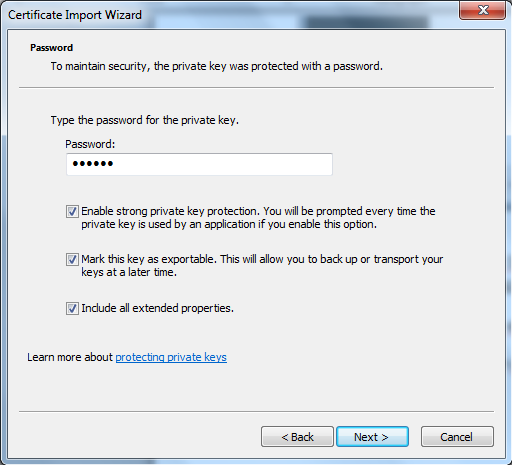 Certificate Import Wizard
Password
To maintain security, the private key was protected with a password.
Type the password for the private key.
Password:
••••••
Enable strong private key protection. You will be prompted every time the
private key is used by an application if you enable this option.
Mark this key as exportable. This will allow you to back up or transport your
keys at a later time.
Include all extended properties.
Learn more about protecting private keys
< Back Next > Cancel